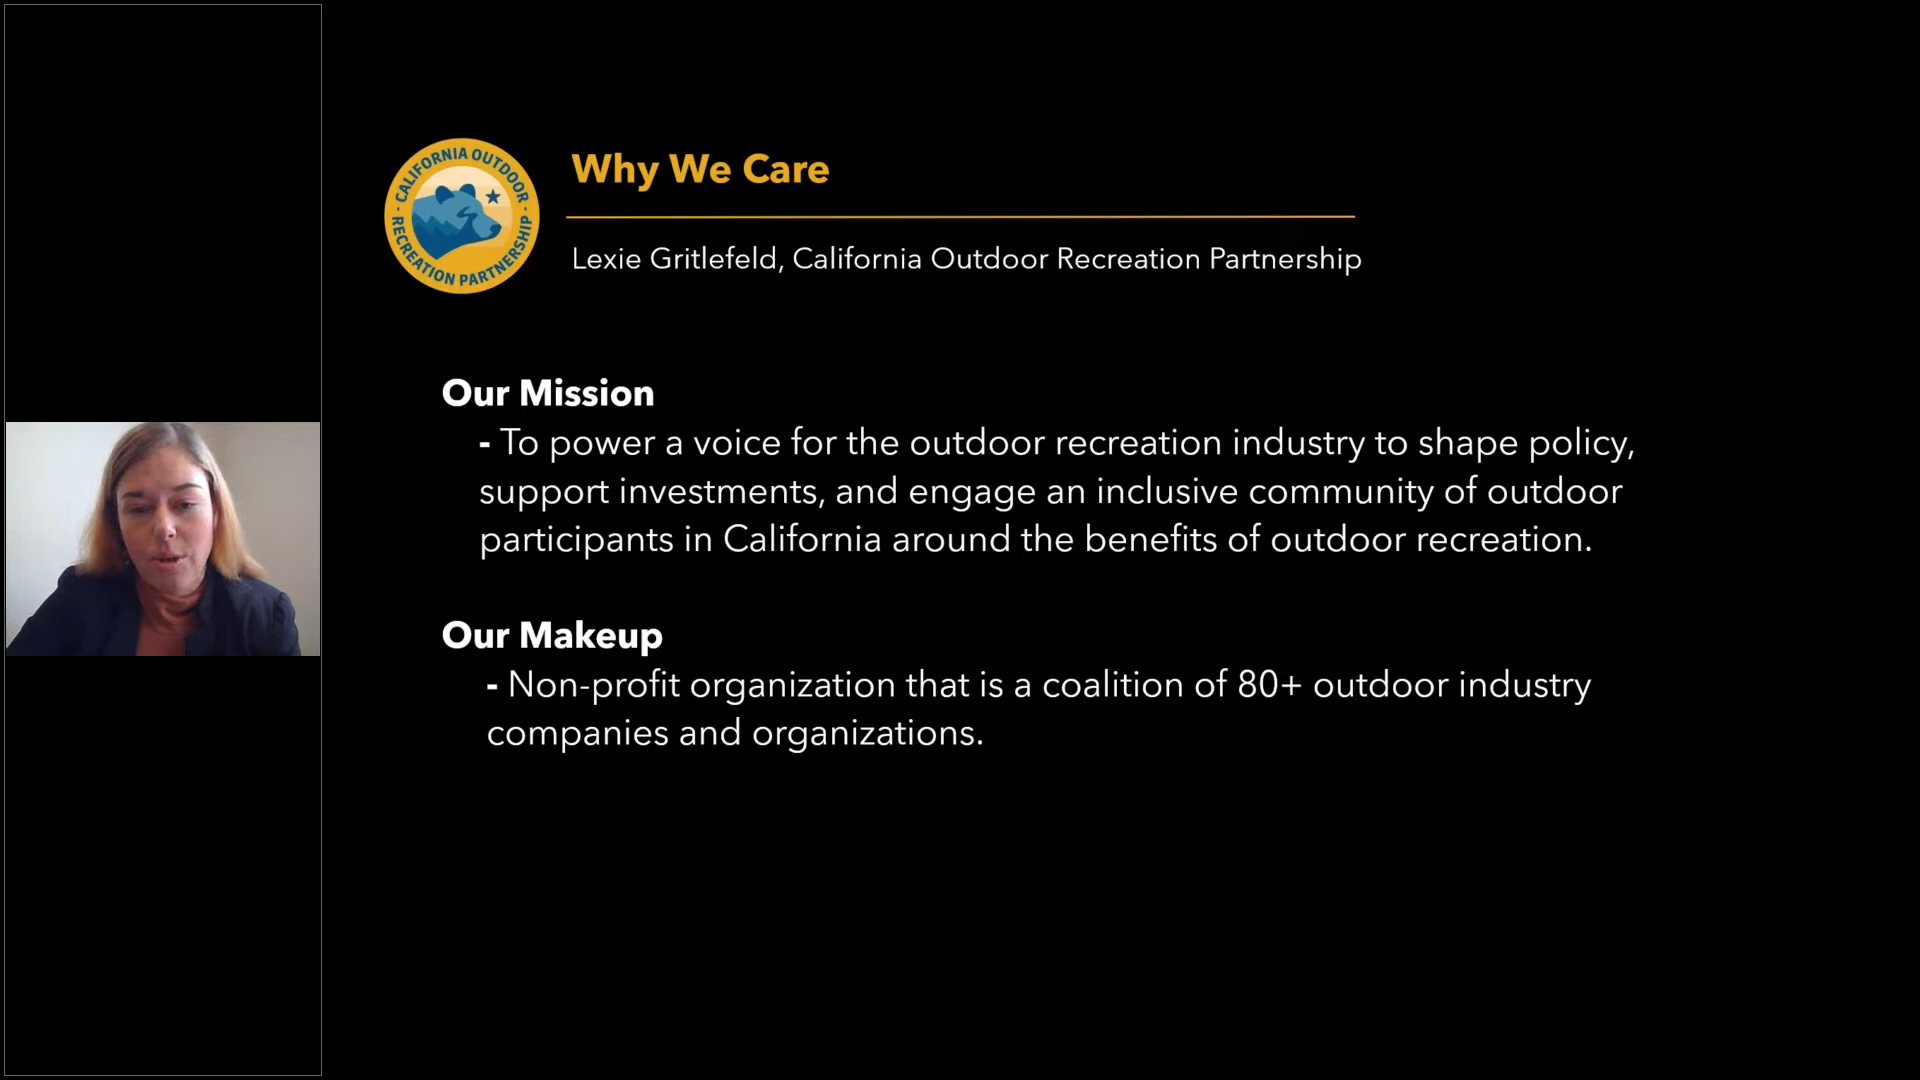 CALIFORNIA OUTDOOR
RECREATION PARTNERSHIP
Why We Care
Lexie Gritlefeld, California Outdoor Recreation Partnership
Our Mission
- To power a voice for the outdoor recreation industry to shape policy,
support investments, and engage an inclusive community of outdoor
participants in California around the benefits of outdoor recreation.
Our Makeup
- Non-profit organization that is a coalition of 80+ outdoor industry
companies and organizations.